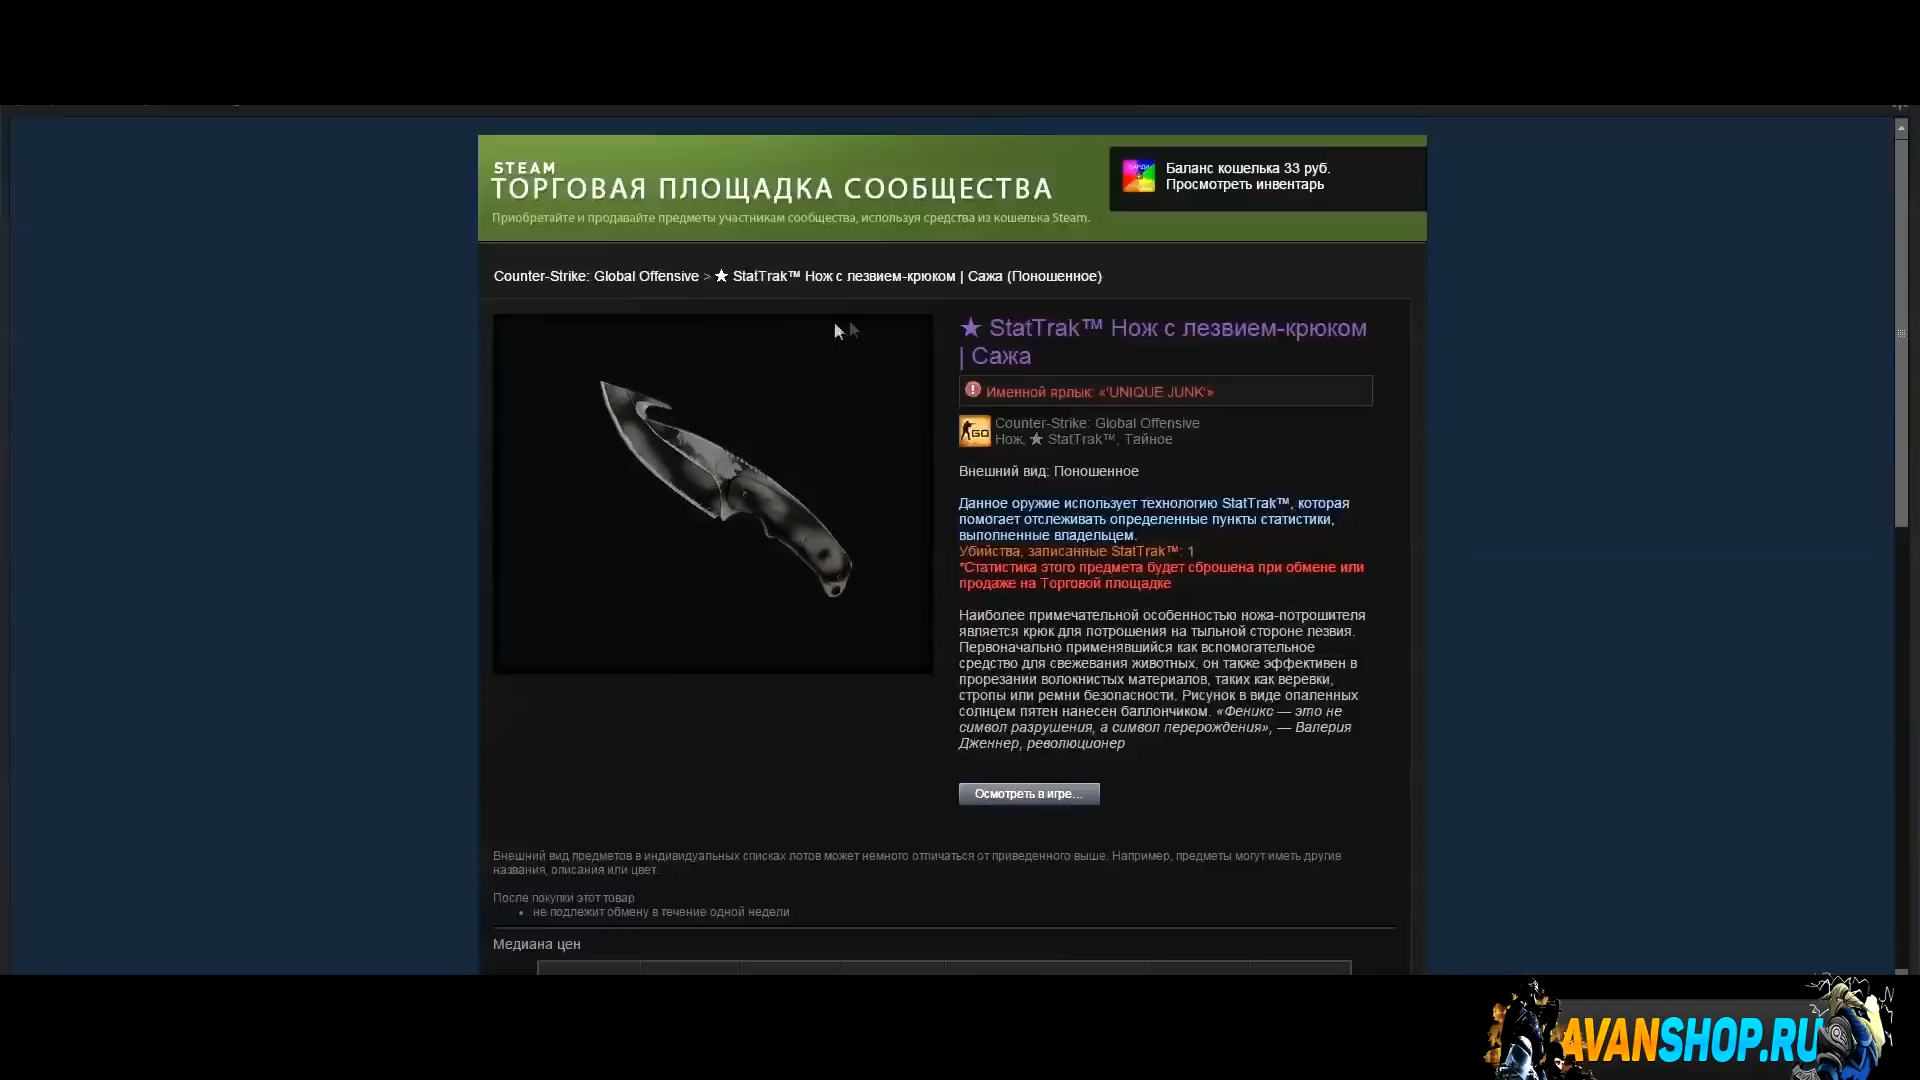 STEAM
ТОРГОВАЯ ПЛОЩАДКА СООБЩЕСТВА
Приобретайте и продавайте предметы участникам сообщества, используя средства из кошелька Steam.
Баланс кошелька 33 руб.
Просмотреть инвентарь
Counter-Strike: Global Offensive > ★ StatTrak™ Нож с лезвием-крюком | Сажа (Поношенное)
★ StatTrak™ Нож с лезвием-крюком
| Сажа
Именной ярлык: «'UNIQUE JUNK'»
GO
Counter-Strike: Global Offensive
Нож, ★ StatTrak™, Тайное
Внешний вид: Поношенное
Данное оружие использует технологию StatTrak™, которая
помогает отслеживать определенные пункты статистики,
выполненные владельцем.
Убийства, записанные StatTrak™: 1
*Статистика этого предмета будет сброшена при обмене или
продаже на Торговой площадке
Наиболее примечательной особенностью ножа-потрошителя
является крюк для потрошения на тыльной стороне лезвия.
Первоначально применявшийся как вспомогательное
средство для свежевания животных, он также эффективен в
прорезании волокнистых материалов, таких как веревки,
стропы или ремни безопасности. Рисунок в виде опаленных
солнцем пятен нанесен баллончиком. «Феникс — это не
символ разрушения, а символ перерождения», — Валерия
Дженнер, революционер
Осмотреть в игре...
Внешний вид предметов в индивидуальных списках лотов может немного отличаться от приведенного выше. Например, предметы могут иметь другие
названия, описания или цвет.
После покупки этот товар
• не подлежит обмену в течение одной недели
Медиана цен
AVANSHOP.RU